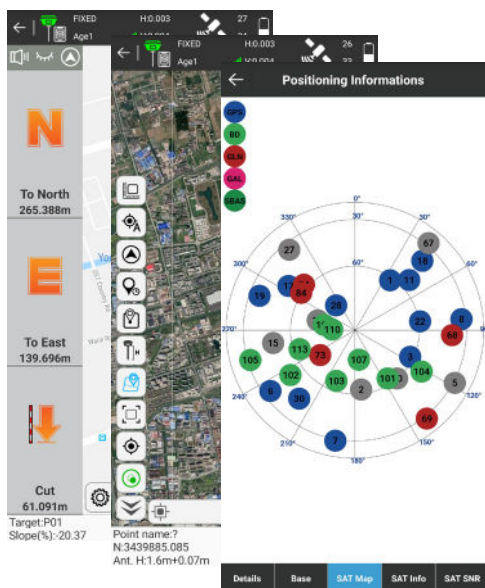 FIXED
H:0.003
27
Age1
N
To North
265.388m
E
To East
139.696m
Cut
61.091m
Target:P01
Slope(%):-20.37
FIXED
H:0.003
26
Age1
Point name:?
N:3439885.085
Ant. H:1.6m+0.07m
Positioning Informations
GPS
BD
GLN
GAL
SBAS
0°
330°
30°
30°
67
27
18
300°
60°
60°
1
11
84
19
28
22
8
68
270°
110
15
113
73
3
105
107
102
103
101
104
5
6
30
2
240°
120°
69
7
210°
150°
180°
Details
Base
SAT Map
SAT Info
SAT SNR